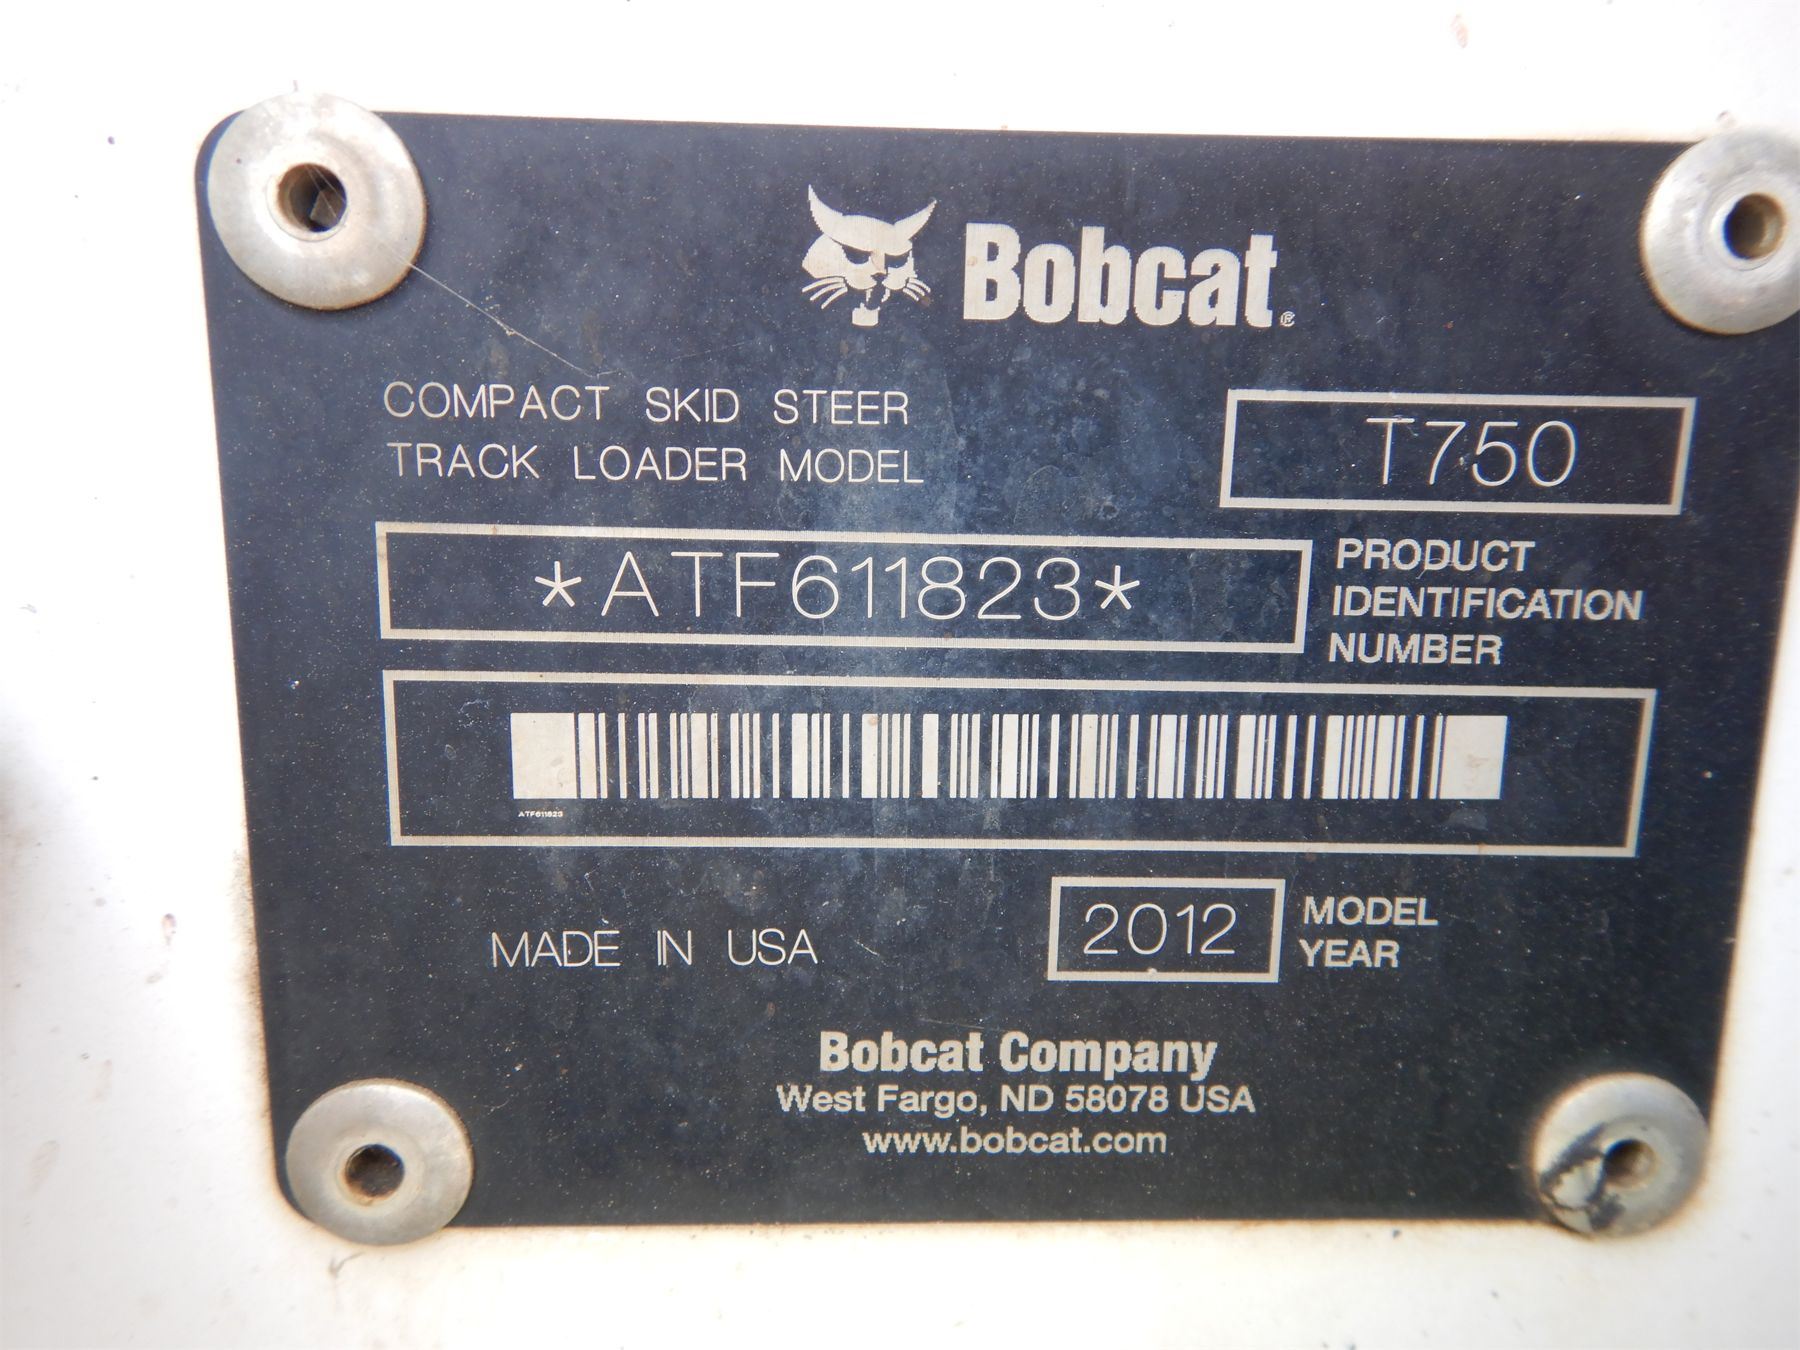 Bobcat®
COMPACT SKID STEER
TRACK LOADER MODEL
T750
*ATF611823*
PRODUCT
IDENTIFICATION
NUMBER
ATF611823
MADE IN USA
2012
MODEL
YEAR
Bobcat Company
West Fargo, ND 58078 USA
www.bobcat.com